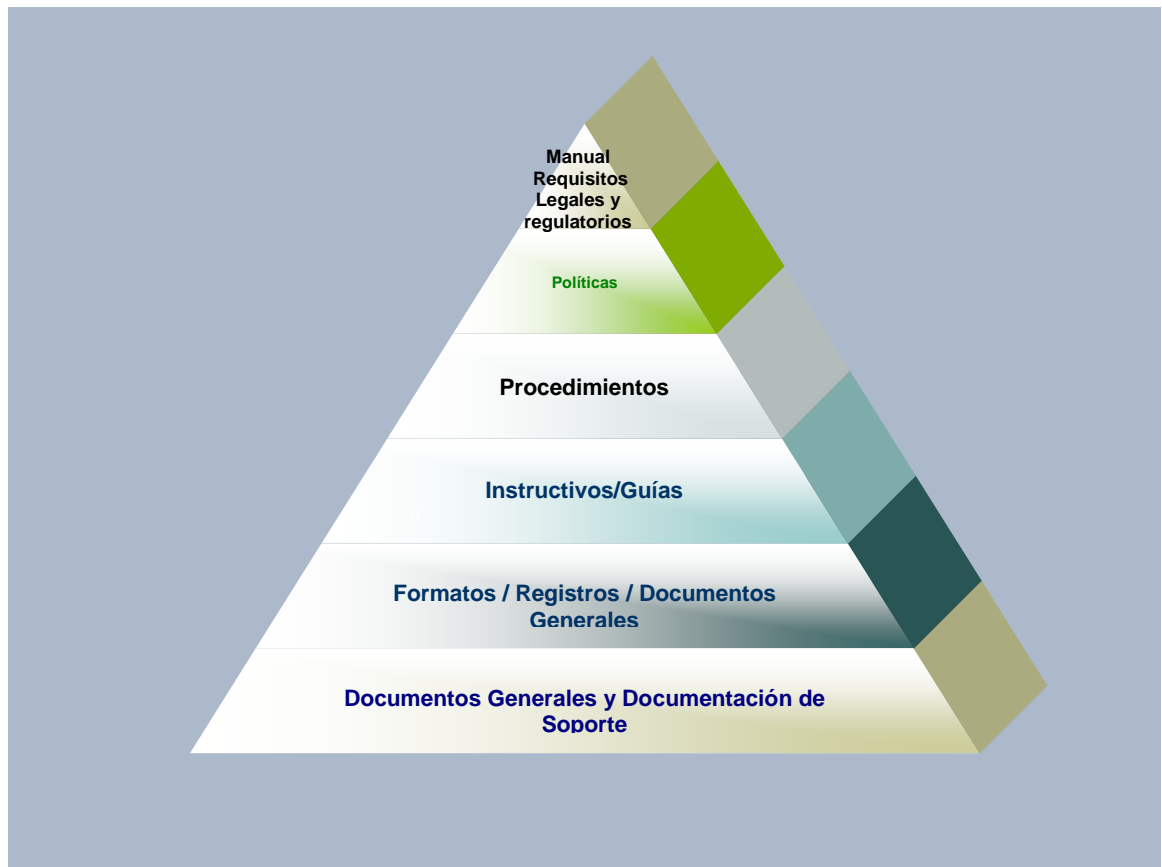 Manual
Requisitos
Legales y
regulatorios
Políticas
Procedimientos
Instructivos/Guías
Formatos / Registros / Documentos
Generales
Documentos Generales y Documentación de
Soporte